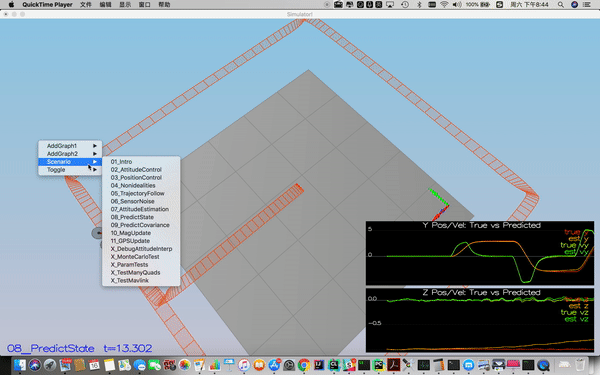 QuickTime Player 文件 编辑 显示 窗口 帮助 100% 周六 下午8:44
Simulator!
AddGraph1
AddGraph2
Scenario
Toggle
01_Intro
02_AttitudeControl
03_PositionControl
04_Nonidealities
05_TrajectoryFollow
06_SensorNoise
07_AttitudeEstimation
08_PredictState
09_PredictCovariance
10_MagUpdate
11_GPSUpdate
X_DebugAttitudeInterp
X_MonteCarloTest
X_ParamTests
X_TestManyQuads
X_TestMavlink
Y Pos/Vel: True vs Predicted
5
true y
est y
true vy
est vy
0
Z Pos/Vel: True vs Predicted
0.0
true z
est z
true vz
est vz
-0.5
08_PredictState t=13.302